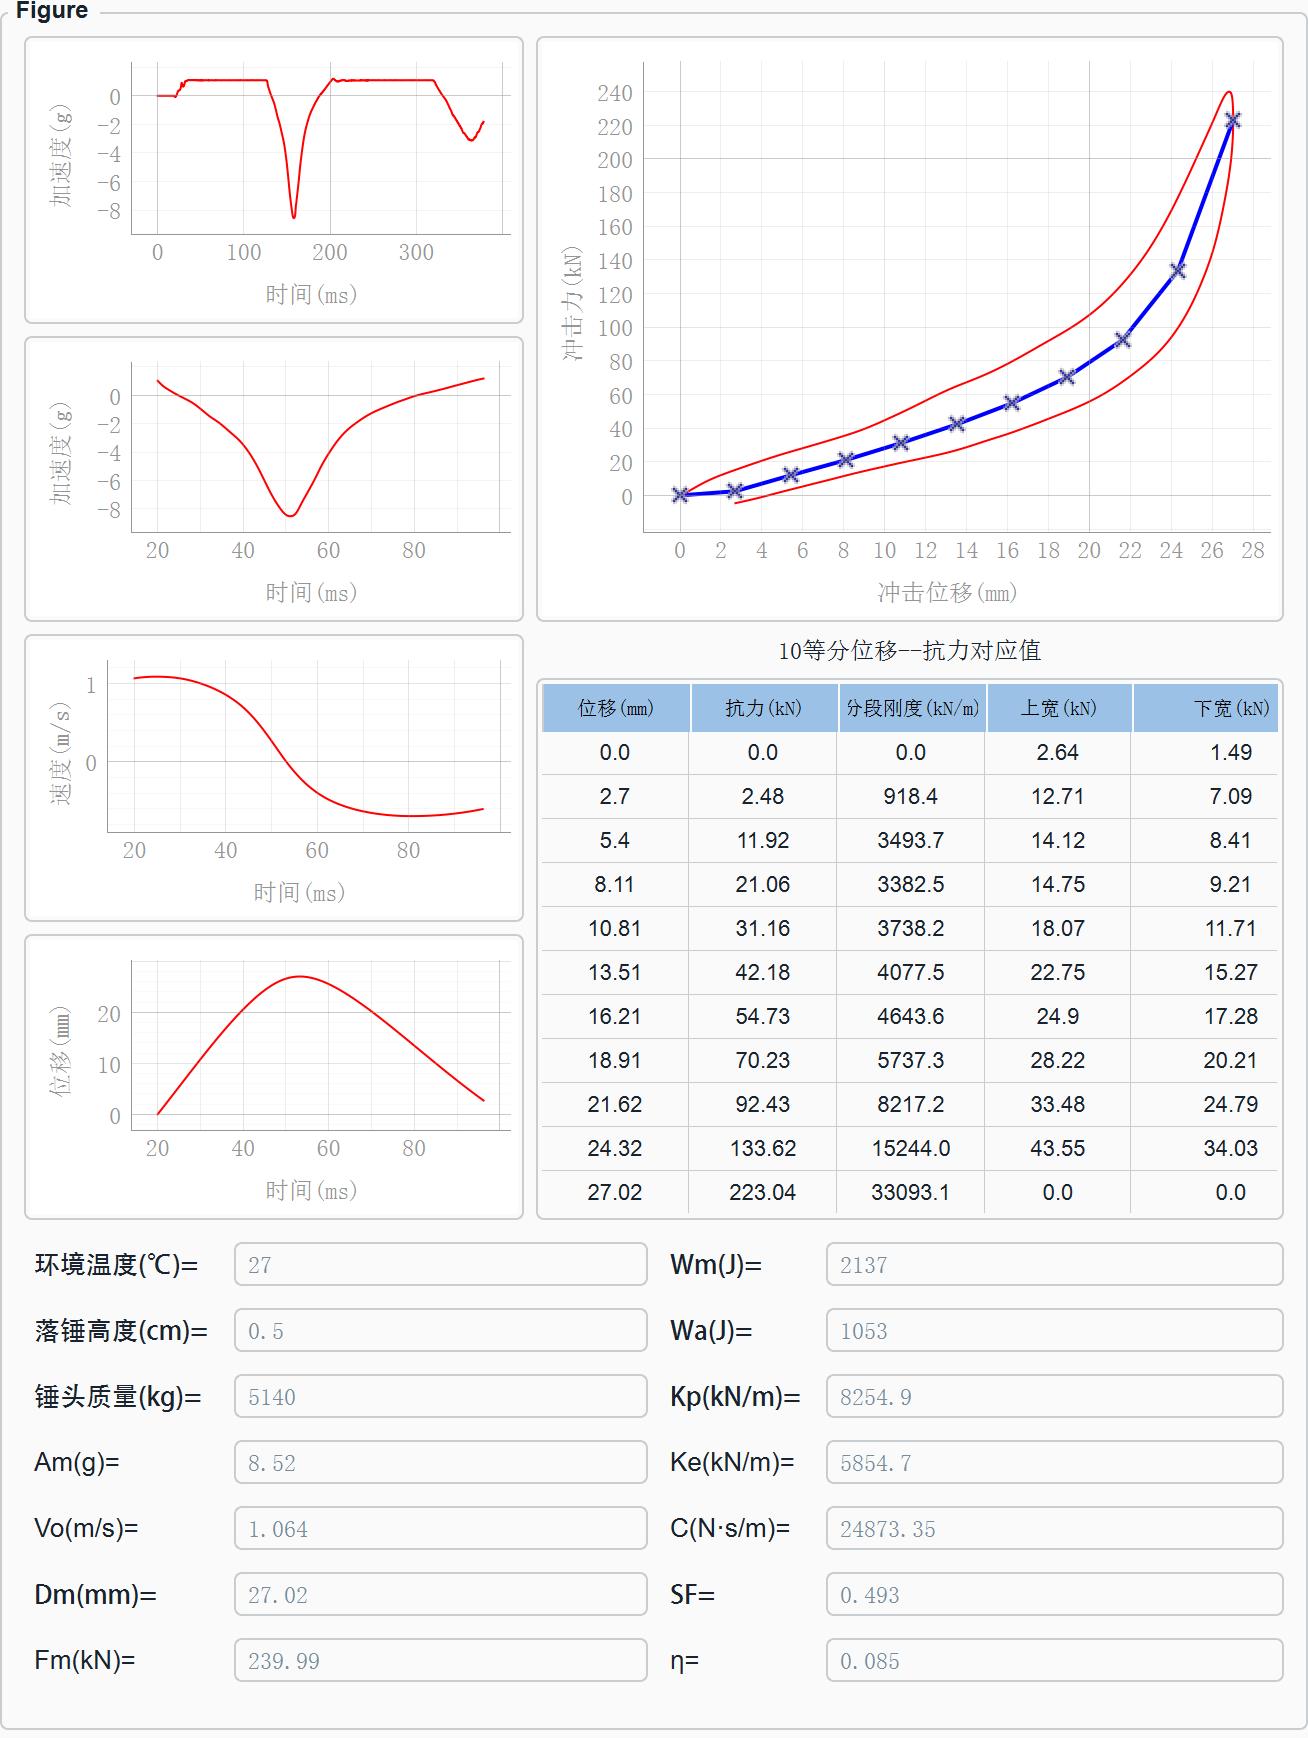 Figure
加速度(g)
0
-2
-4
-6
-8
0 100 200 300
时间(ms)
加速度(g)
0
-2
-4
-6
-8
20 40 60 80
时间(ms)
速度(m/s)
1
0
20 40 60 80
时间(ms)
位移(mm)
20
10
0
20 40 60 80
时间(ms)
冲击力(kN)
240
220
200
180
160
140
120
100
80
60
40
20
0
0 2 4 6 8 10 12 14 16 18 20 22 24 26 28
冲击位移(mm)
10等分位移--抗力对应值
位移(mm) 抗力(kN) 分段刚度(kN/m) 上宽(kN) 下宽(kN)
0.0 0.0 0.0 2.64 1.49
2.7 2.48 918.4 12.71 7.09
5.4 11.92 3493.7 14.12 8.41
8.11 21.06 3382.5 14.75 9.21
10.81 31.16 3738.2 18.07 11.71
13.51 42.18 4077.5 22.75 15.27
16.21 54.73 4643.6 24.9 17.28
18.91 70.23 5737.3 28.22 20.21
21.62 92.43 8217.2 33.48 24.79
24.32 133.62 15244.0 43.55 34.03
27.02 223.04 33093.1 0.0 0.0
环境温度(℃)= 27 Wm(J)= 2137
落锤高度(cm)= 0.5 Wa(J)= 1053
锤头质量(kg)= 5140 Kp(kN/m)= 8254.9
Am(g)= 8.52 Ke(kN/m)= 5854.7
Vo(m/s)= 1.064 C(N·s/m)= 24873.35
Dm(mm)= 27.02 SF= 0.493
Fm(kN)= 239.99 η= 0.085